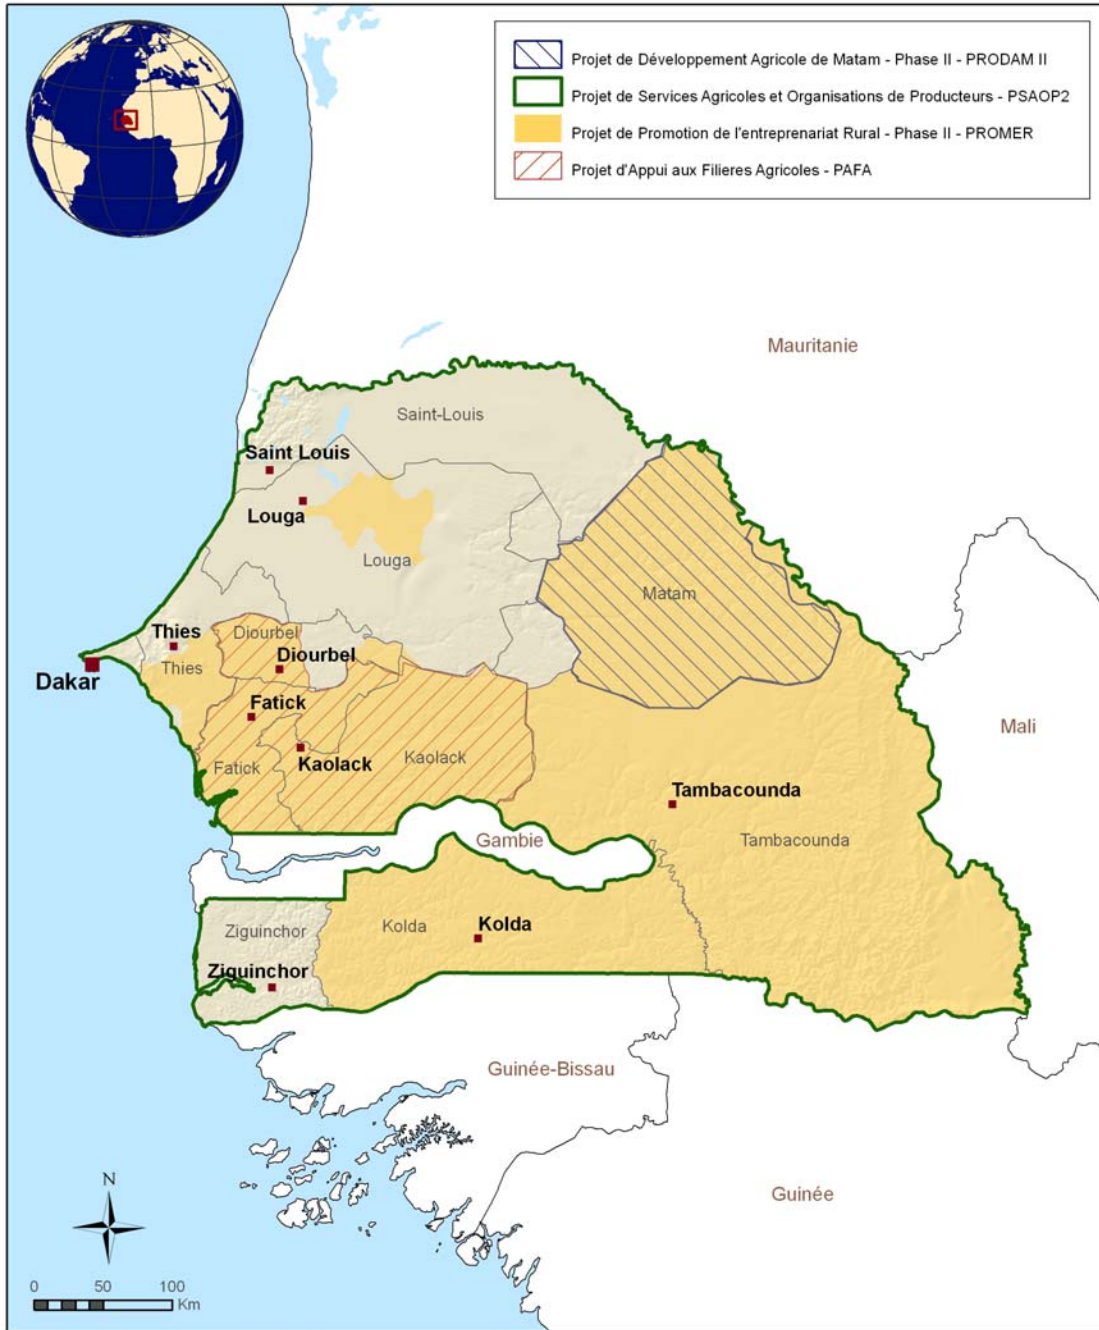 Projet de Développement Agricole de Matam - Phase II - PRODAM II
Projet de Services Agricoles et Organisations de Producteurs - PSAOP2
Projet de Promotion de l'entreprenariat Rural - Phase II - PROMER
Projet d'Appui aux Filieres Agricoles - PAFA
Mauritanie
Saint-Louis
Saint Louis
Louga
Louga
Matam
Thies
Diourbel
Thies
Diourbel
Dakar
Fatick
Mali
Kaolack
Kaolack
Fatick
Tambacounda
Gambie
Tambacounda
Ziguinchor
Kolda
Kolda
Ziguinchor
Guinée-Bissau
Guinée
N
0 50 100
Km